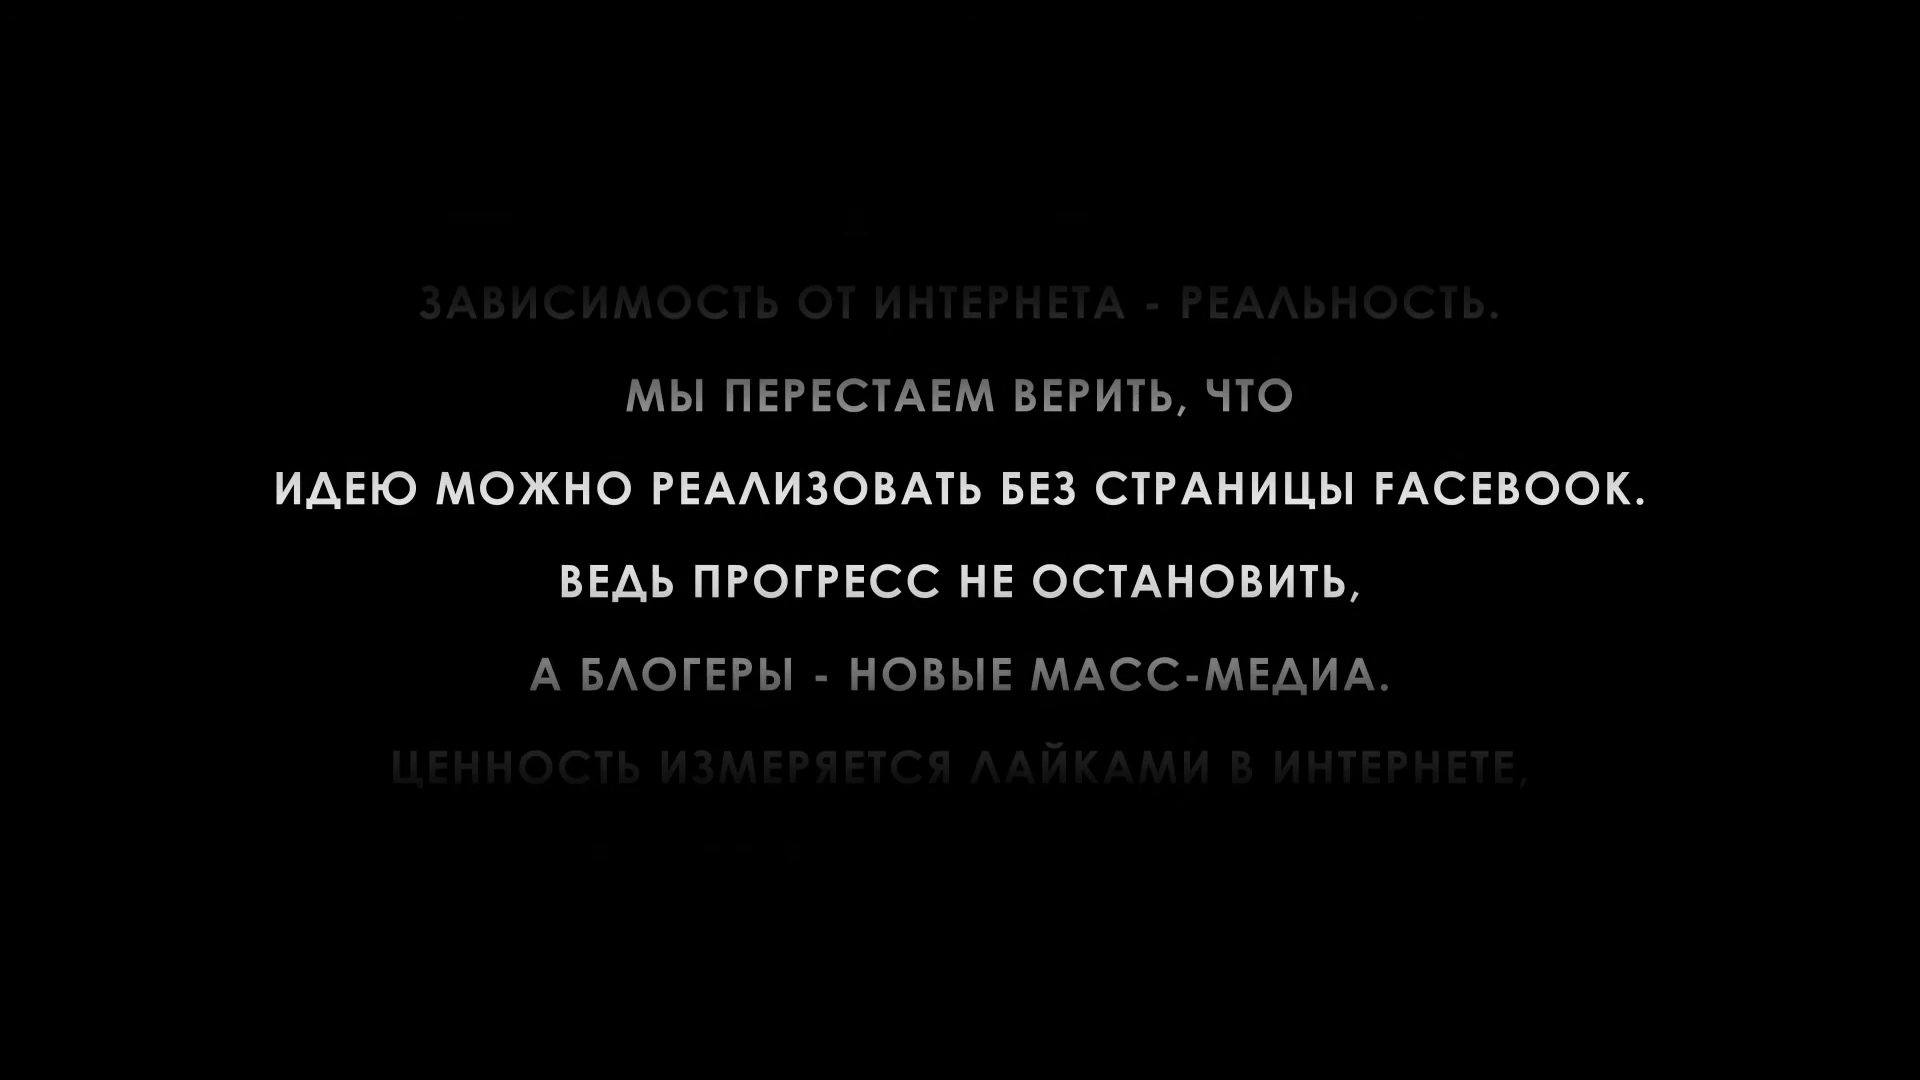 ЗАВИСИМОСТЬ ОТ ИНТЕРНЕТА - РЕАЛЬНОСТЬ.
МЫ ПЕРЕСТАЕМ ВЕРИТЬ, ЧТО
ИДЕЮ МОЖНО РЕАЛИЗОВАТЬ БЕЗ СТРАНИЦЫ FACEBOOK.
ВЕДЬ ПРОГРЕСС НЕ ОСТАНОВИТЬ,
А БЛОГЕРЫ - НОВЫЕ МАСС-МЕДИА.
ЦЕННОСТЬ ИЗМЕРЯЕТСЯ ЛАЙКАМИ В ИНТЕРНЕТЕ,